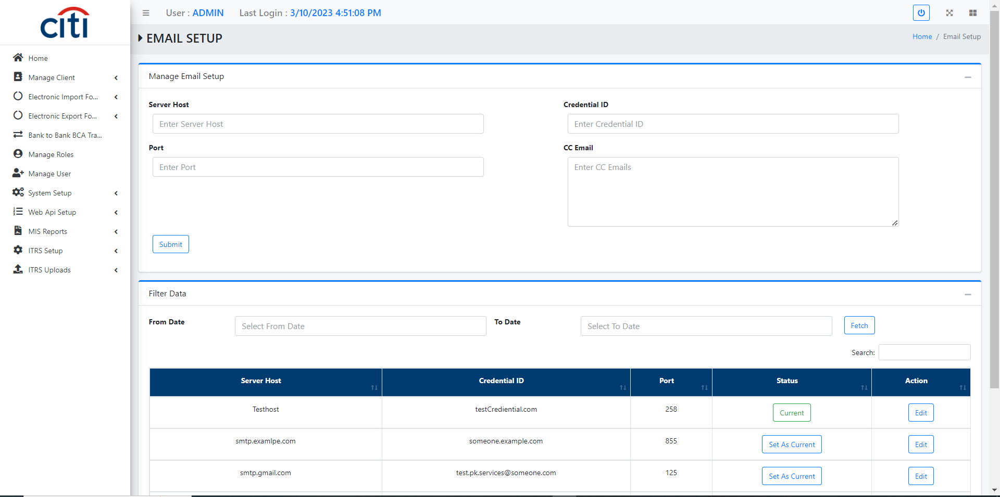 citi
User : ADMIN Last Login : 3/10/2023 4:51:08 PM
EMAIL SETUP
Home / Email Setup
Home
Manage Client
Electronic Import Fo...
Electronic Export Fo...
Bank to Bank BCA Tra...
Manage Roles
Manage User
System Setup
Web Api Setup
MIS Reports
ITRS Setup
ITRS Uploads
Manage Email Setup
Server Host Credential ID
Enter Server Host Enter Credential ID
Port CC Email
Enter Port Enter CC Emails
Submit
Filter Data
From Date Select From Date To Date Select To Date Fetch
Search:
Server Host Credential ID Port Status Action
Testhost testCrediential.com 258 Current Edit
smtp.examlpe.com someone.example.com 855 Set As Current Edit
smtp.gmail.com test.pk.services@someone.com 125 Set As Current Edit